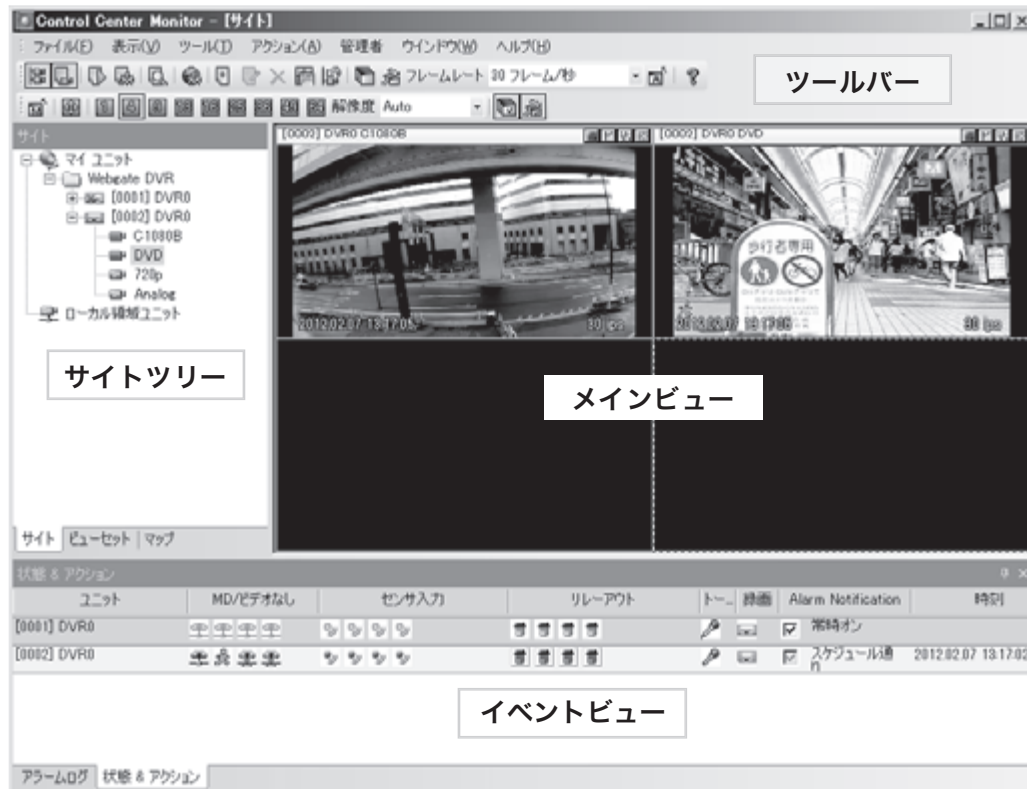 Control Center Monitor - [サイト]
ファイル(F) 表示(V) ツール(T) アクション(A) 管理者 ウインドウ(W) ヘルプ(H)
フレームレート 30 フレーム/秒
ツールバー
解像度 Auto
サイト
[0002] DVR0 C1080B
[0002] DVR0 DVD
マイ ユニット
Webgate DVR
[0001] DVR0
[0002] DVR0
C1080B
DVD
720p
Analog
ローカル領域ユニット
歩行者専用
2012.02.07 13:17:05
30 ips
2012.02.07 13:17:06
30 ips
サイトツリー
メインビュー
サイト ビューセット マップ
状態 & アクション
ユニット MD/ビデオなし センサ入力 リレーアウト トー... 録画 Alarm Notification 時刻
[0001] DVR0 常時オン
[0002] DVR0 スケジュール通り 2012.02.07 13:17:02
イベントビュー
アラームログ 状態 & アクション